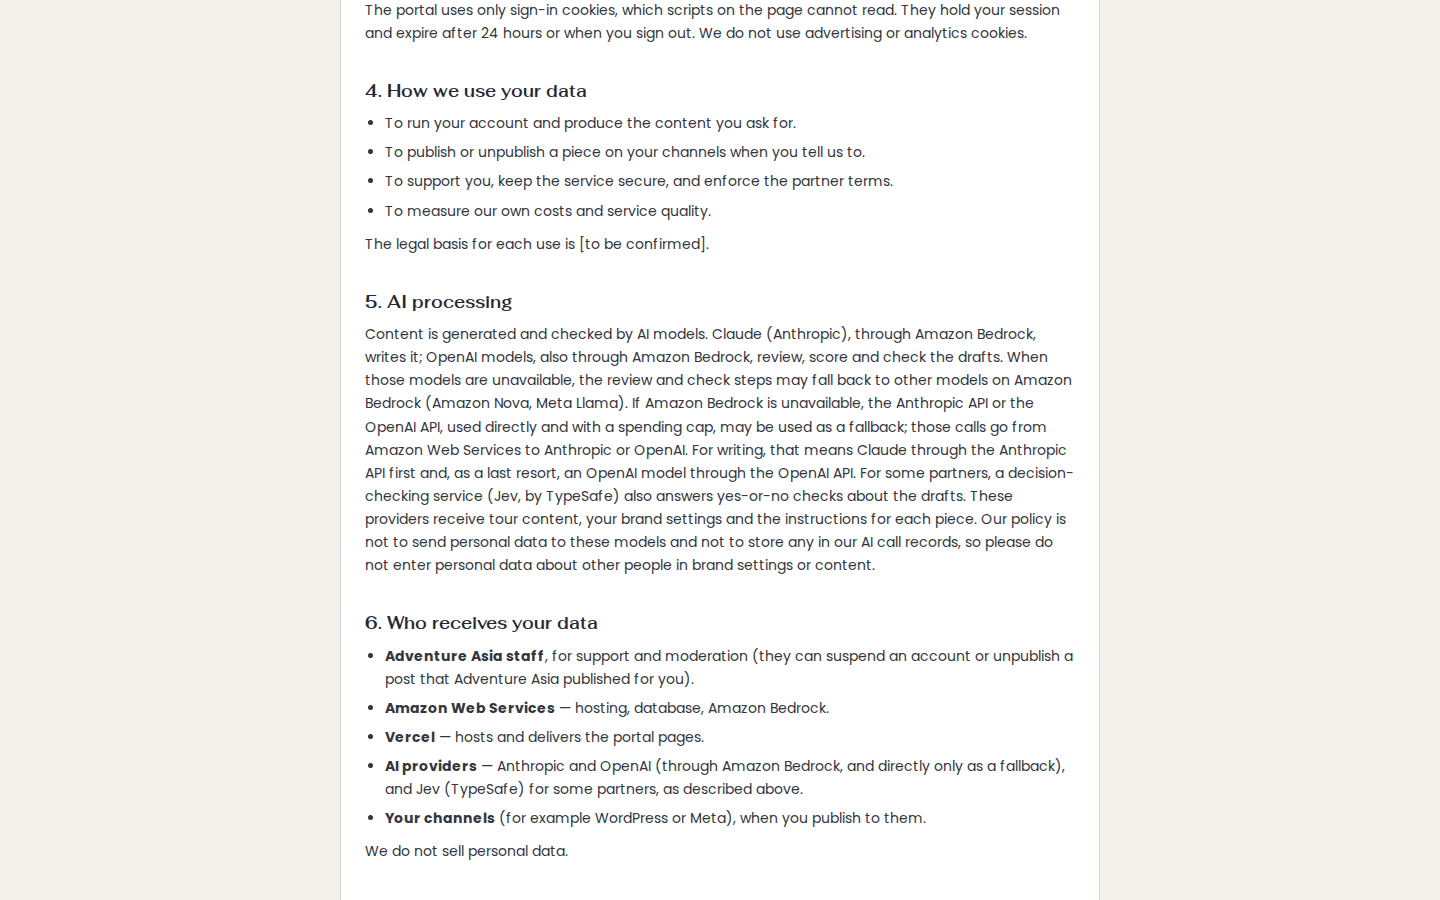 The portal uses only sign-in cookies, which scripts on the page cannot read. They hold your session
and expire after 24 hours or when you sign out. We do not use advertising or analytics cookies.
4. How we use your data
• To run your account and produce the content you ask for.
• To publish or unpublish a piece on your channels when you tell us to.
• To support you, keep the service secure, and enforce the partner terms.
• To measure our own costs and service quality.
The legal basis for each use is [to be confirmed].
5. AI processing
Content is generated and checked by AI models. Claude (Anthropic), through Amazon Bedrock,
writes it; OpenAI models, also through Amazon Bedrock, review, score and check the drafts. When
those models are unavailable, the review and check steps may fall back to other models on Amazon
Bedrock (Amazon Nova, Meta Llama). If Amazon Bedrock is unavailable, the Anthropic API or the
OpenAI API, used directly and with a spending cap, may be used as a fallback; those calls go from
Amazon Web Services to Anthropic or OpenAI. For writing, that means Claude through the Anthropic
API first and, as a last resort, an OpenAI model through the OpenAI API. For some partners, a decision-
checking service (Jev, by TypeSafe) also answers yes-or-no checks about the drafts. These
providers receive tour content, your brand settings and the instructions for each piece. Our policy is
not to send personal data to these models and not to store any in our AI call records, so please do
not enter personal data about other people in brand settings or content.
6. Who receives your data
• Adventure Asia staff, for support and moderation (they can suspend an account or unpublish a
post that Adventure Asia published for you).
• Amazon Web Services — hosting, database, Amazon Bedrock.
• Vercel — hosts and delivers the portal pages.
• AI providers — Anthropic and OpenAI (through Amazon Bedrock, and directly only as a fallback),
and Jev (TypeSafe) for some partners, as described above.
• Your channels (for example WordPress or Meta), when you publish to them.
We do not sell personal data.